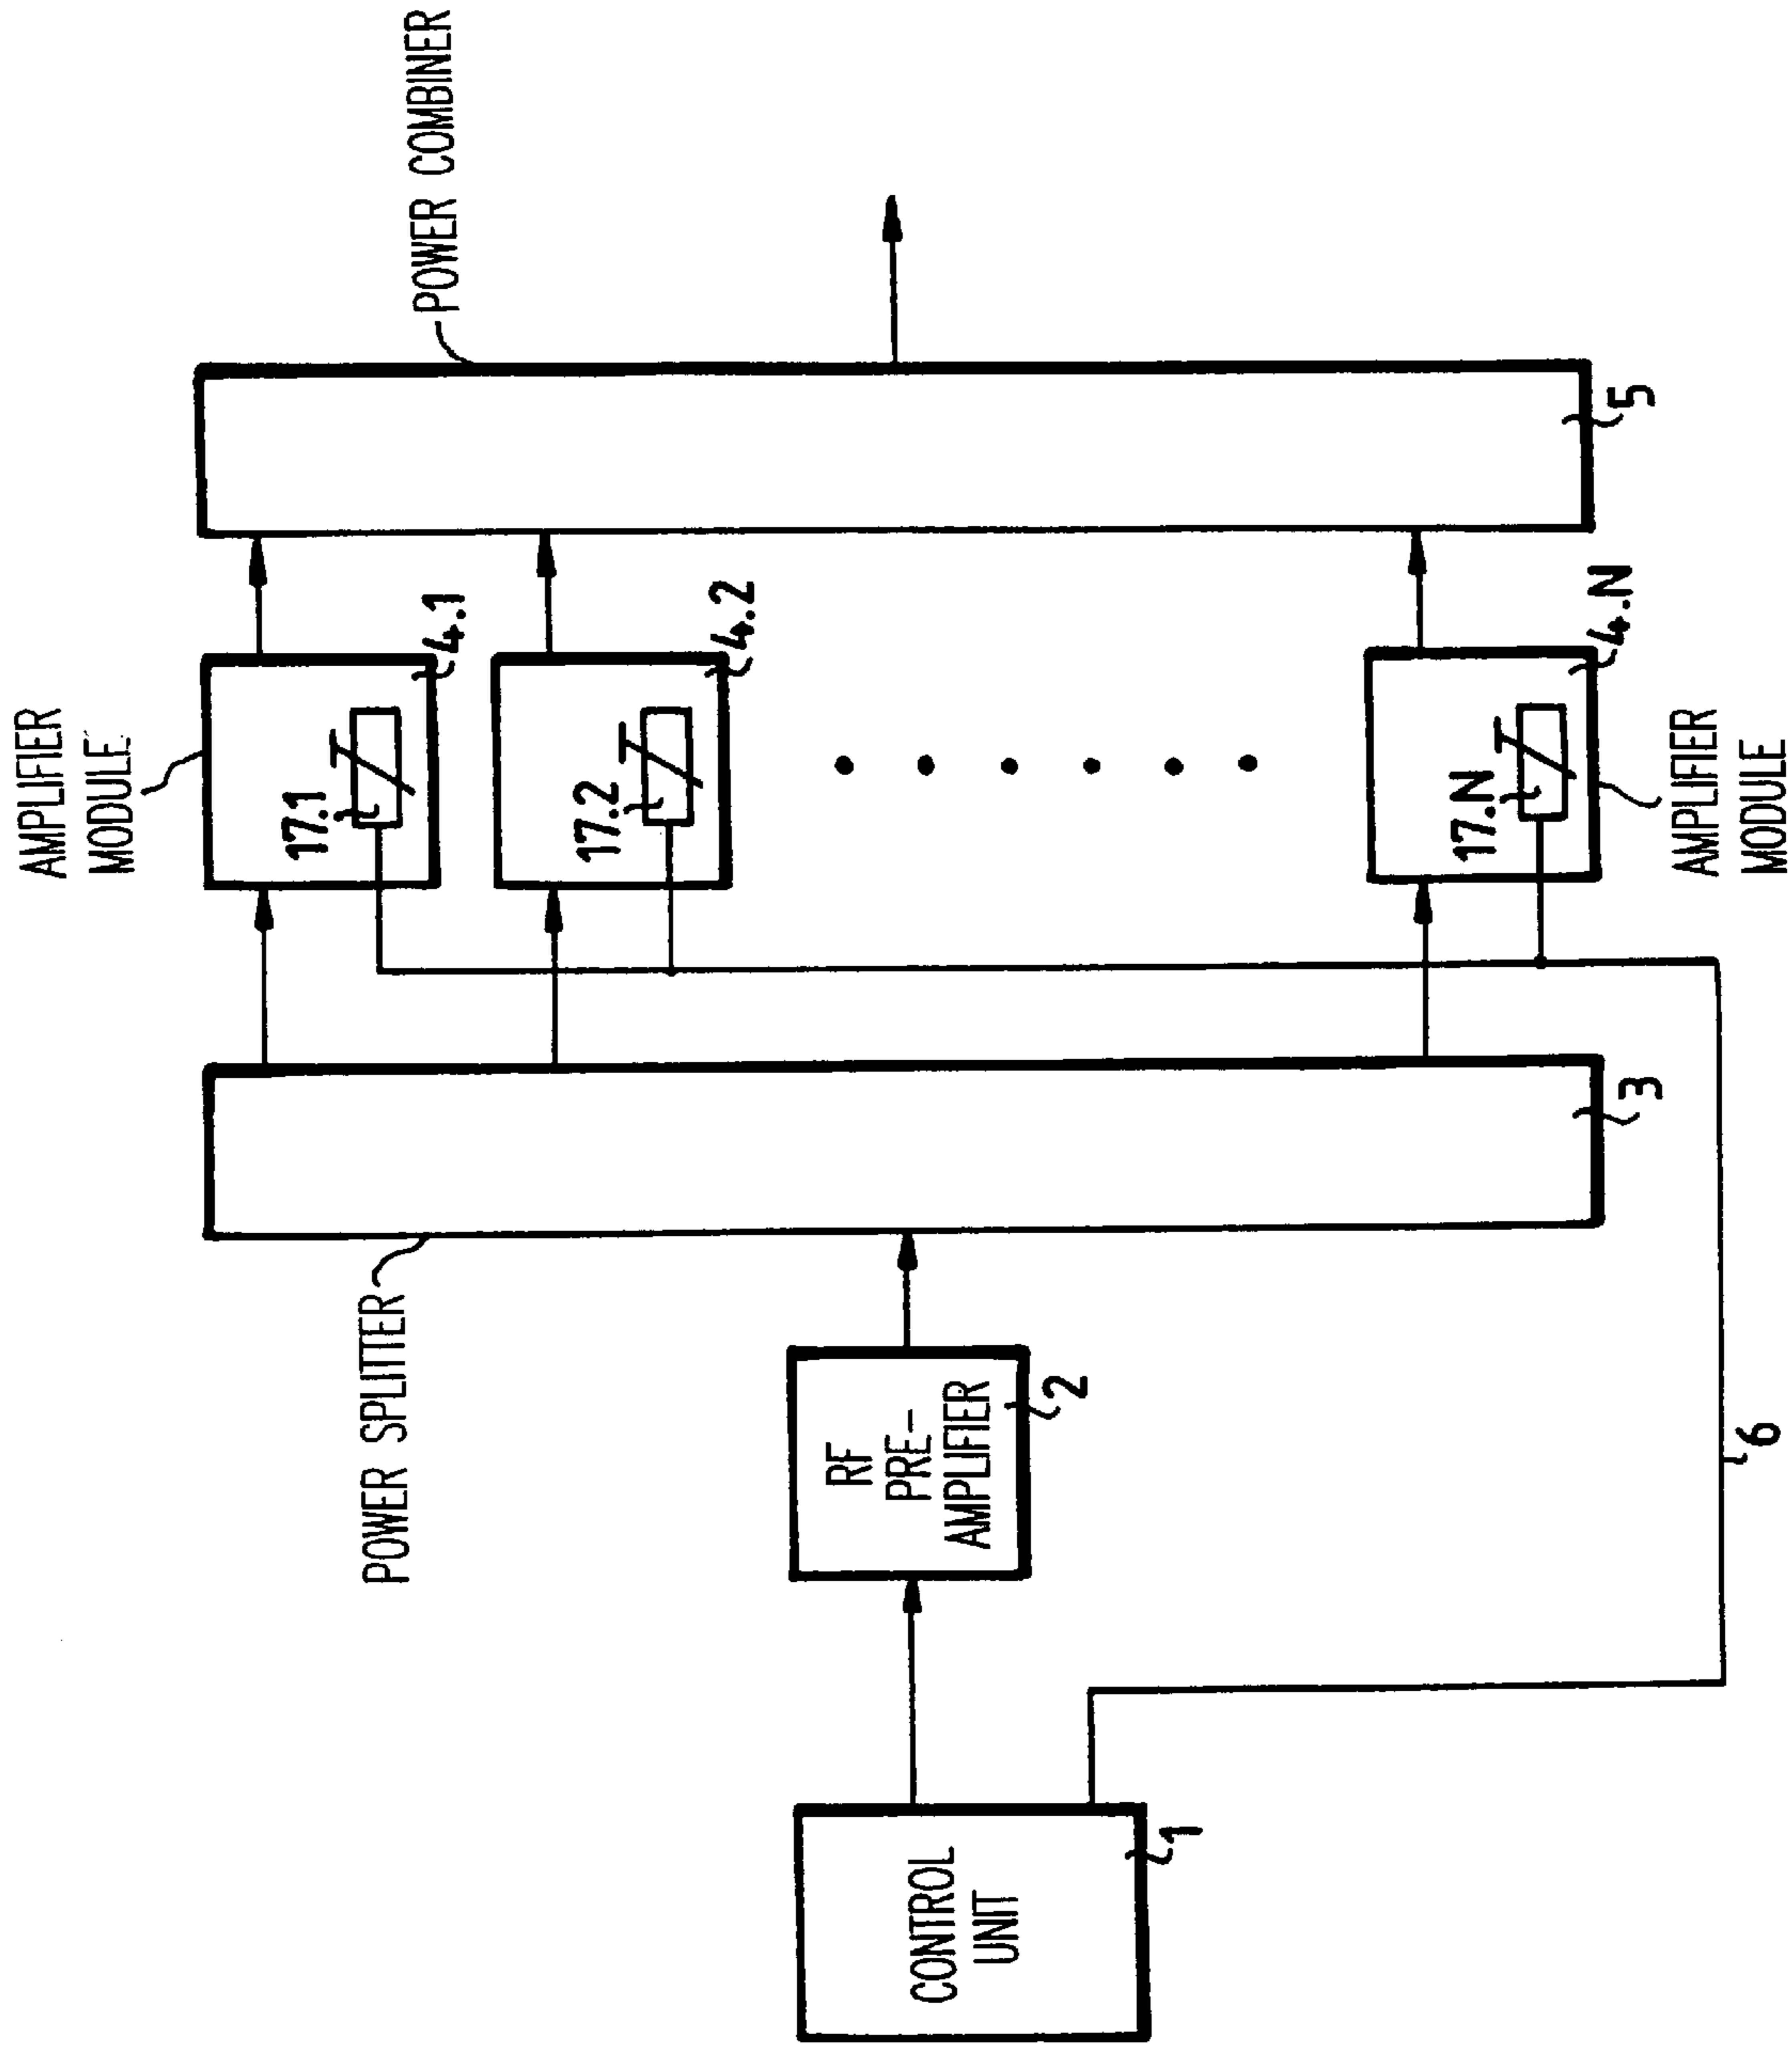 CONTROL
UNIT
1
RF
PRE-
AMPLIFIER
2
POWER SPLITTER
3
AMPLIFIER
MODULE
17.1
4.1
17.2
4.2
17.N
4.N
AMPLIFIER
MODULE
POWER COMBINER
5
6